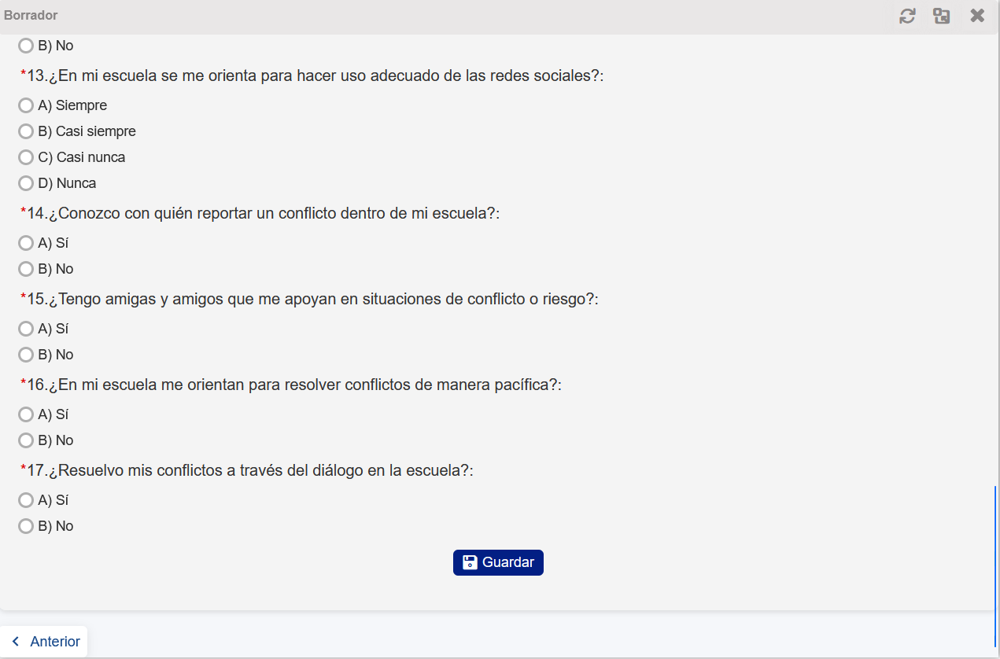 Borrador
B) No
*13.¿En mi escuela se me orienta para hacer uso adecuado de las redes sociales?:
A) Siempre
B) Casi siempre
C) Casi nunca
D) Nunca
*14.¿Conozco con quién reportar un conflicto dentro de mi escuela?:
A) Sí
B) No
*15.¿Tengo amigas y amigos que me apoyan en situaciones de conflicto o riesgo?:
A) Sí
B) No
*16.¿En mi escuela me orientan para resolver conflictos de manera pacífica?:
A) Sí
B) No
*17.¿Resuelvo mis conflictos a través del diálogo en la escuela?:
A) Sí
B) No
Guardar
Anterior